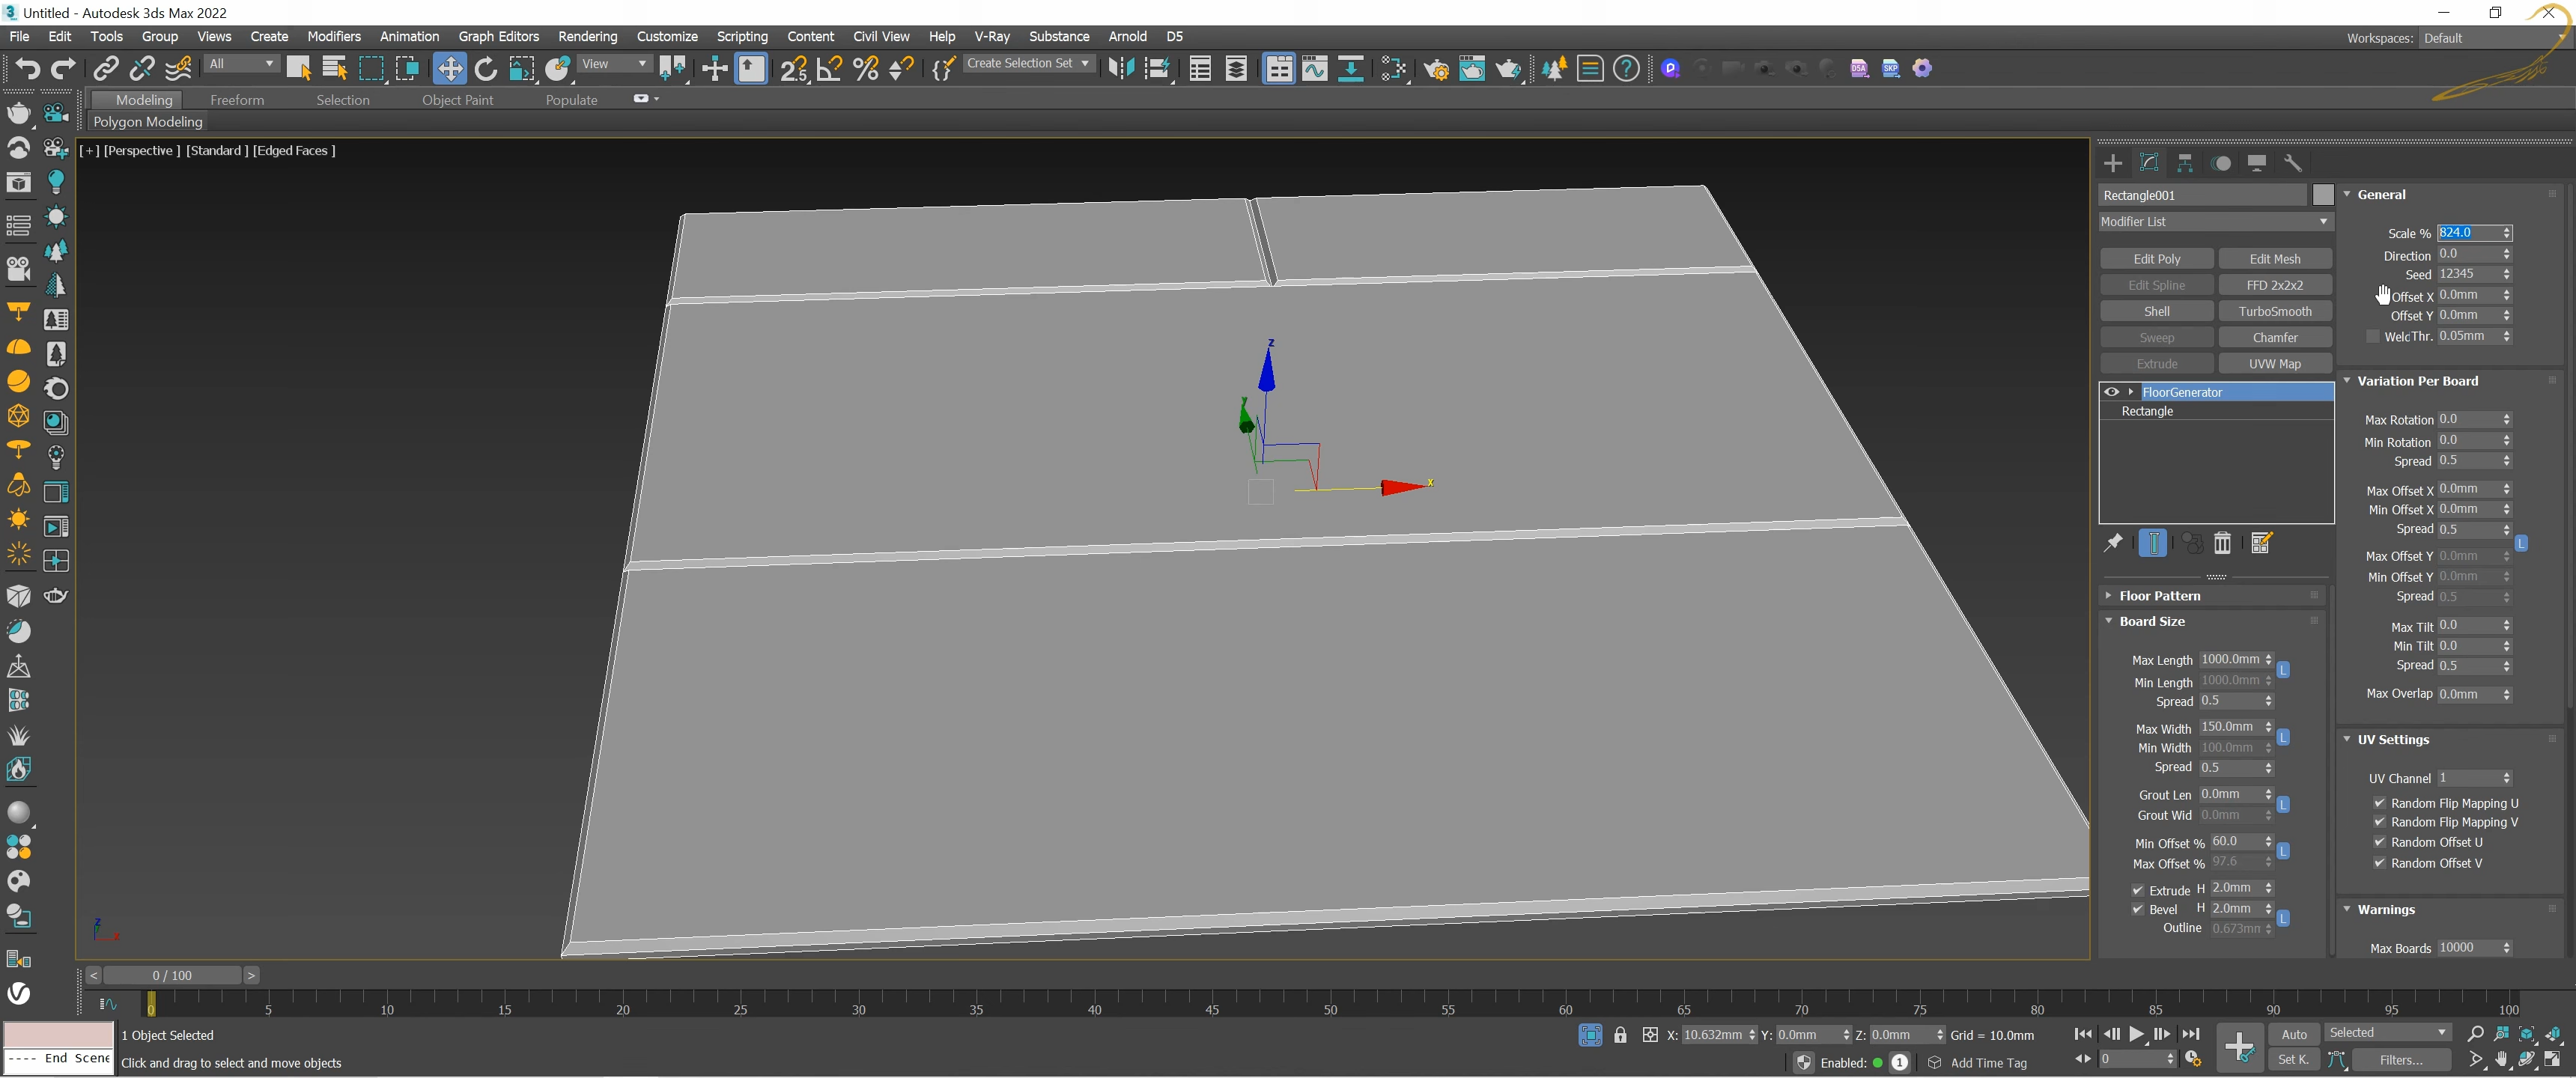 Untitled - Autodesk 3ds Max 2022
File Edit Tools Group Views Create Modifiers Animation Graph Editors Rendering Customize Scripting Content Civil View Help V-Ray Substance Arnold D5 Workspaces: Default
All View Create Selection Set
Modeling Freeform Selection Object Paint Populate
Polygon Modeling
[+] [Perspective ] [Standard ] [Edged Faces ]
Rectangle001
Modifier List
Edit Poly Edit Mesh
Edit Spline FFD 2x2x2
Shell TurboSmooth
Sweep Chamfer
Extrude UVW Map
FloorGenerator
Rectangle
Floor Pattern
Board Size
Max Length 1000.0mm
Min Length 1000.0mm
Spread 0.5
L
Max Width 150.0mm
Min Width 100.0mm
Spread 0.5
L
Grout Len 0.0mm
Grout Wid 0.0mm
L
Min Offset % 60.0
Max Offset % 97.6
L
Extrude H 2.0mm
Bevel H 2.0mm
Outline 0.673mm
L
General
Scale % 824.0
Direction 0.0
Seed 12345
Offset X 0.0mm
Offset Y 0.0mm
Welc Thr. 0.05mm
Variation Per Board
Max Rotation 0.0
Min Rotation 0.0
Spread 0.5
Max Offset X 0.0mm
Min Offset X 0.0mm
Spread 0.5
L
Max Offset Y 0.0mm
Min Offset Y 0.0mm
Spread 0.5
Max Tilt 0.0
Min Tilt 0.0
Spread 0.5
Max Overlap 0.0mm
UV Settings
UV Channel 1
Random Flip Mapping U
Random Flip Mapping V
Random Offset U
Random Offset V
Warnings
Max Boards 10000
z
y
x
z
x
< 0 / 100 >
0 5 10 15 20 25 30 35 40 45 50 55 60 65 70 75 80 85 90 95 100
---- End Scene
1 Object Selected
Click and drag to select and move objects
X: 10.632mm Y: 0.0mm Z: 0.0mm Grid = 10.0mm
Enabled: 1 Add Time Tag
0
Auto Selected
Set K. Filters...